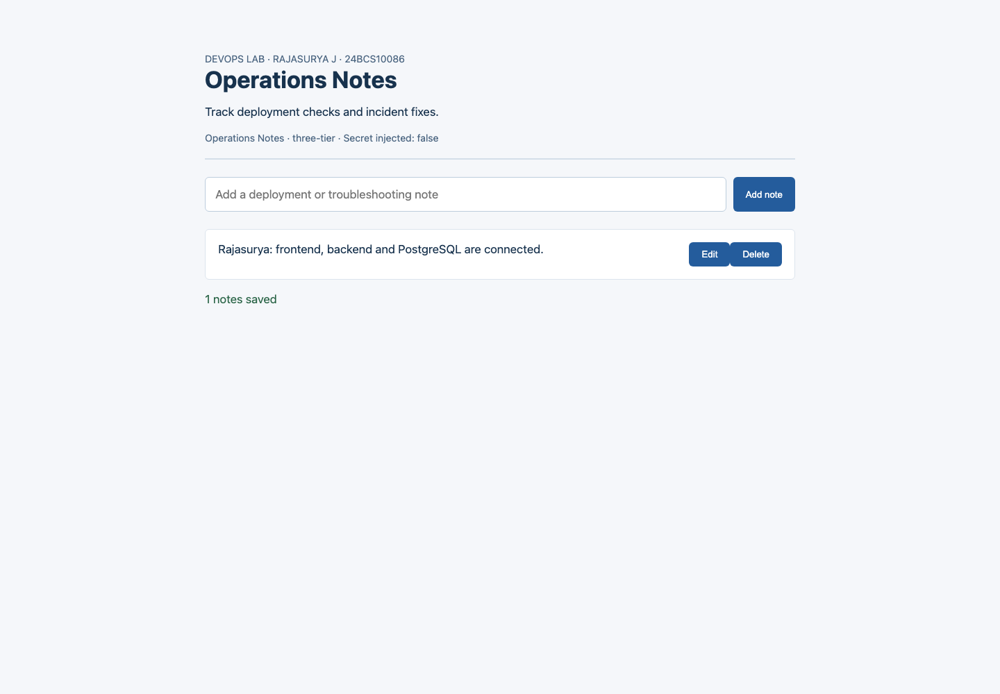 DEVOPS LAB · RAJASURYA J · 24BCS10086
Operations Notes
Track deployment checks and incident fixes.
Operations Notes · three-tier · Secret injected: false
Add a deployment or troubleshooting note
Add note
Rajasurya: frontend, backend and PostgreSQL are connected.
Edit
Delete
1 notes saved